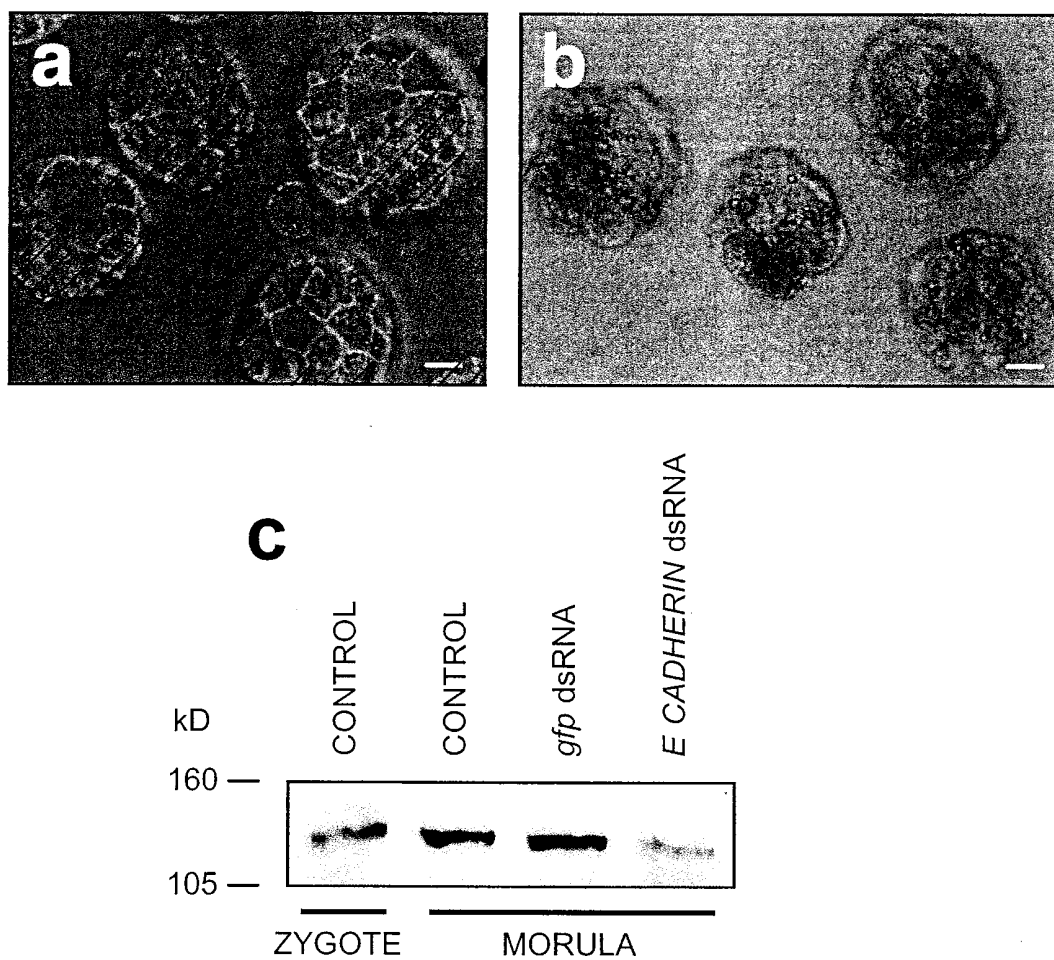 a
b
c
CONTROL
CONTROL
gfp dsRNA
E CADHERIN dsRNA
kD
160
105
ZYGOTE
MORULA